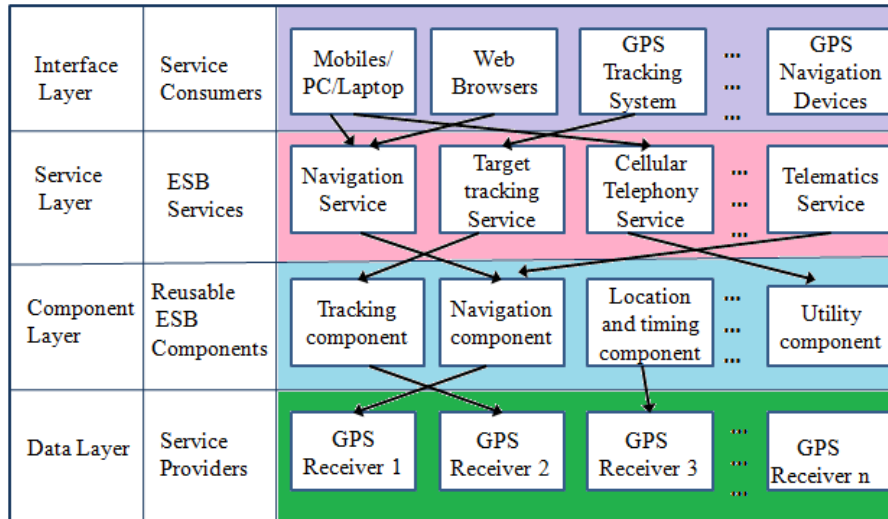 Interface
Layer
Service
Consumers
Mobiles/
PC/Laptop
Web
Browsers
GPS
Tracking
System
...
...
GPS
Navigation
Devices
Service
Layer
ESB
Services
Navigation
Service
Target
tracking
Service
Cellular
Telephony
Service
...
...
Telematics
Service
Component
Layer
Reusable
ESB
Components
Tracking
component
Navigation
component
Location
and timing
component
...
...
Utility
component
Data Layer
Service
Providers
GPS
Receiver 1
GPS
Receiver 2
GPS
Receiver 3
...
...
GPS
Receiver n